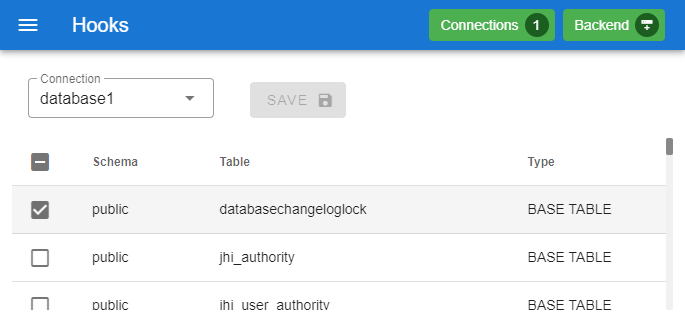 Hooks
Connections 1
Backend
Connection
database1
SAVE
Schema Table Type
public databasechangeloglock BASE TABLE
public jhi_authority BASE TABLE
public jhi_user_authority BASE TABLE